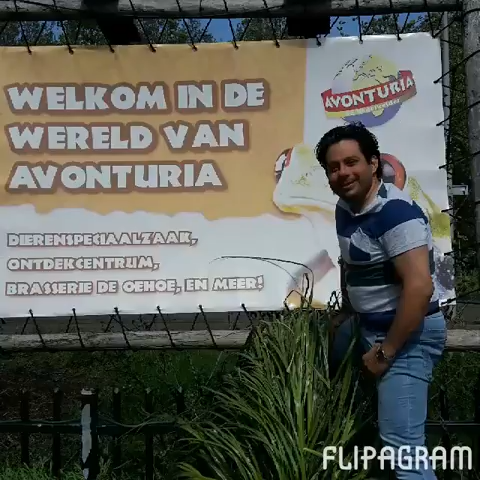 WELKOM IN DE
WERELD VAN
AVONTURIA
AVONTURIA
DIERENSPECIAALZAAK,
ONTDEKCENTRUM,
BRASSERIE DE OEHOE, EN MEER!
FLIPAGRAM